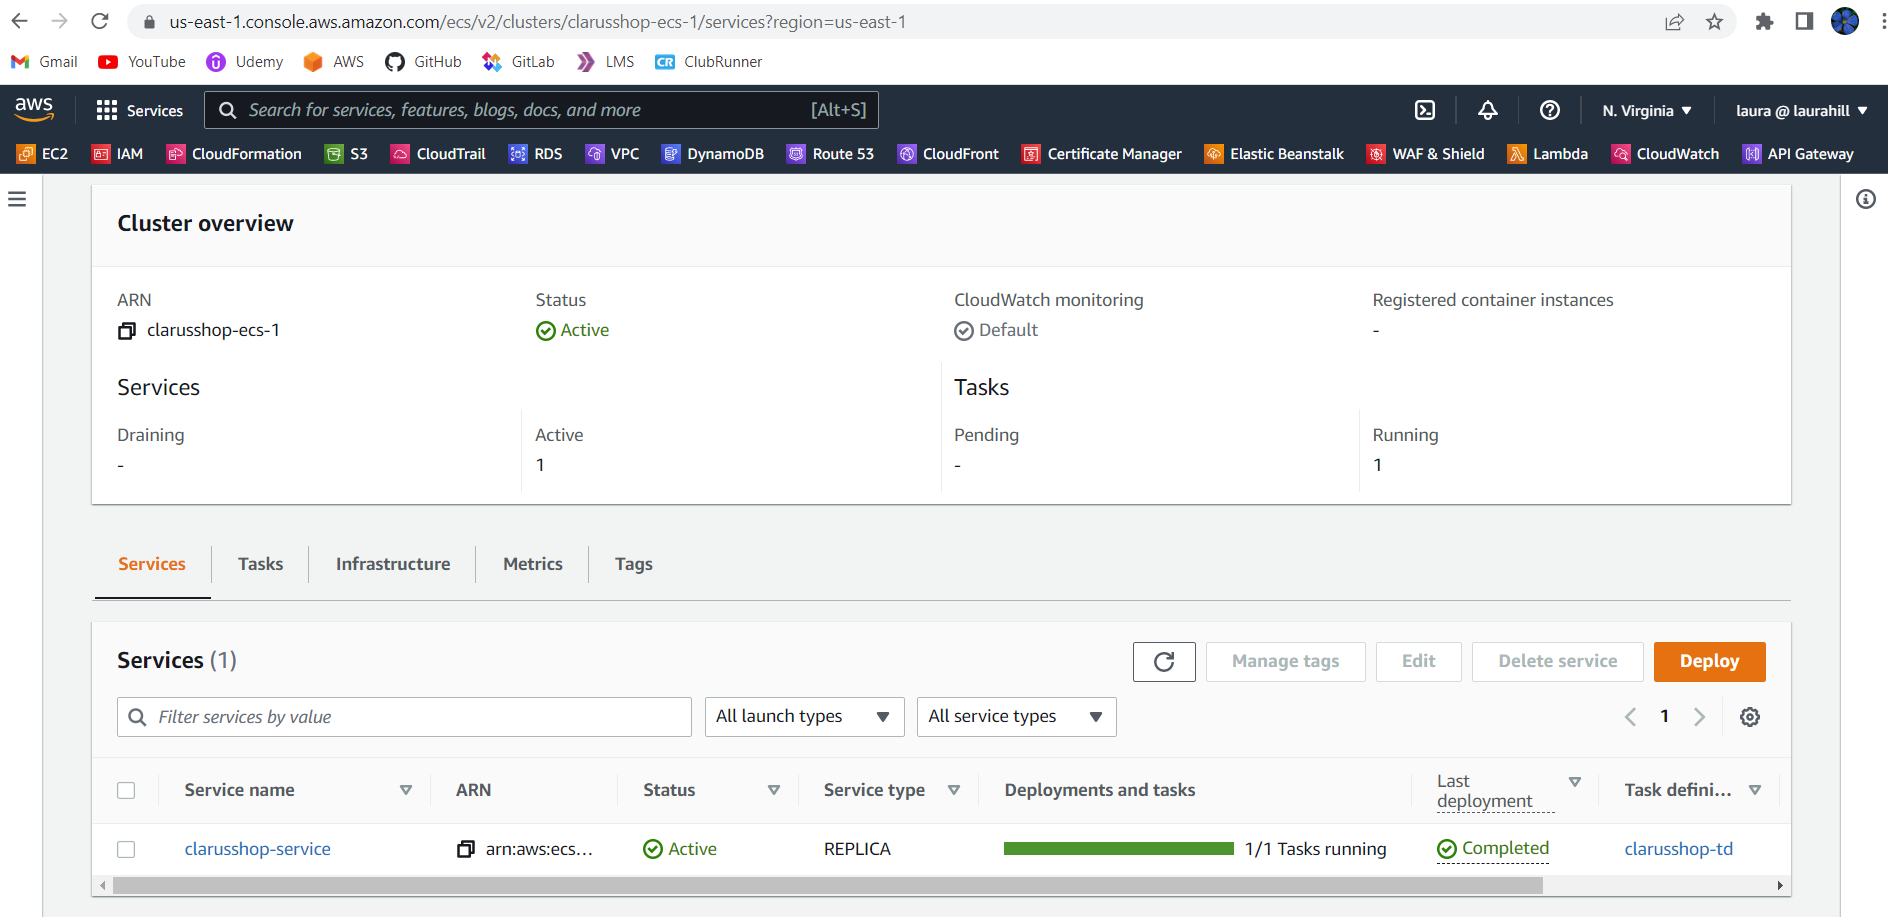 us-east-1.console.aws.amazon.com/ecs/v2/clusters/clarusshop-ecs-1/services?region=us-east-1
Gmail YouTube Udemy AWS GitHub GitLab LMS CR ClubRunner
aws Services Search for services, features, blogs, docs, and more [Alt+S] N. Virginia laura @ laurahill
EC2 IAM CloudFormation S3 CloudTrail RDS VPC DynamoDB Route 53 CloudFront Certificate Manager Elastic Beanstalk WAF & Shield Lambda CloudWatch API Gateway
Cluster overview
ARN Status CloudWatch monitoring Registered container instances
clarusshop-ecs-1 Active Default -
Services Tasks
Draining Active Pending Running
- 1 - 1
Services Tasks Infrastructure Metrics Tags
Services (1) Manage tags Edit Delete service Deploy
Filter services by value All launch types All service types 1
Service name ARN Status Service type Deployments and tasks Last deployment Task defini...
clarusshop-service arn:aws:ecs... Active REPLICA 1/1 Tasks running Completed clarusshop-td